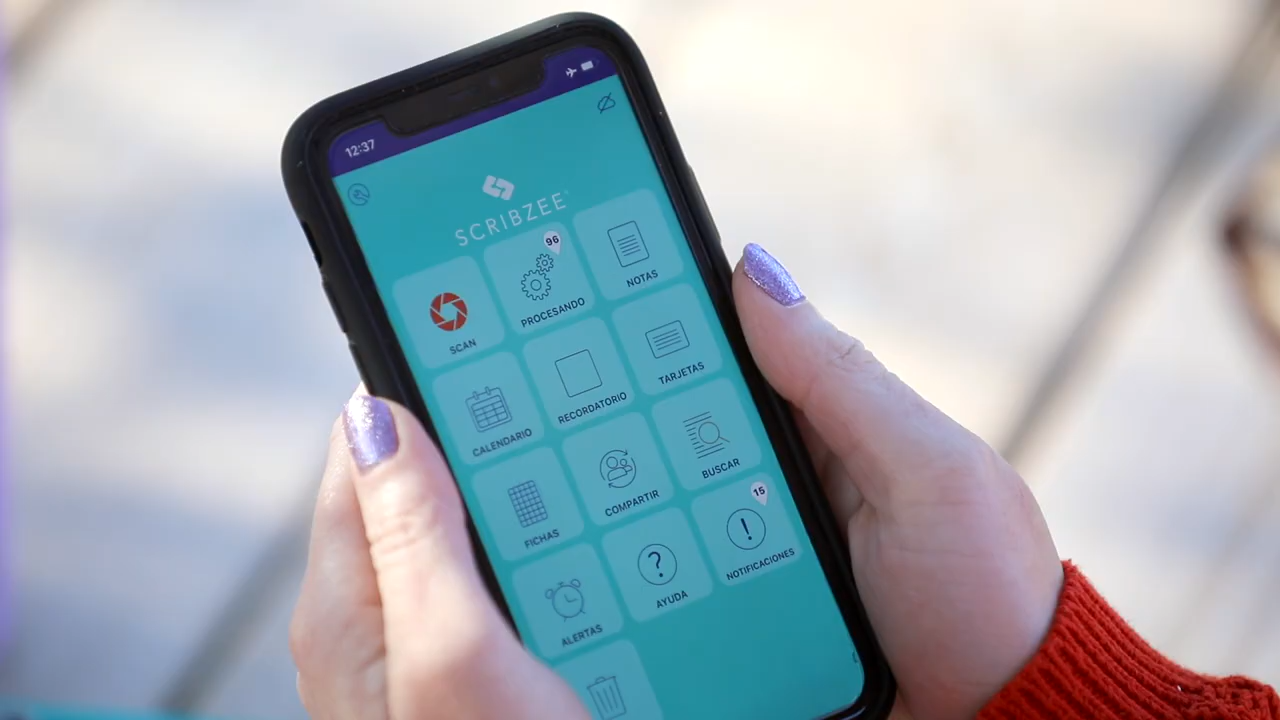 12:37
SCRIBZEE
SCAN
96
PROCESANDO
NOTAS
CALENDARIO
RECORDATORIO
TARJETAS
FICHAS
COMPARTIR
BUSCAR
ALERTAS
?
AYUDA
15
!
NOTIFICACIONES